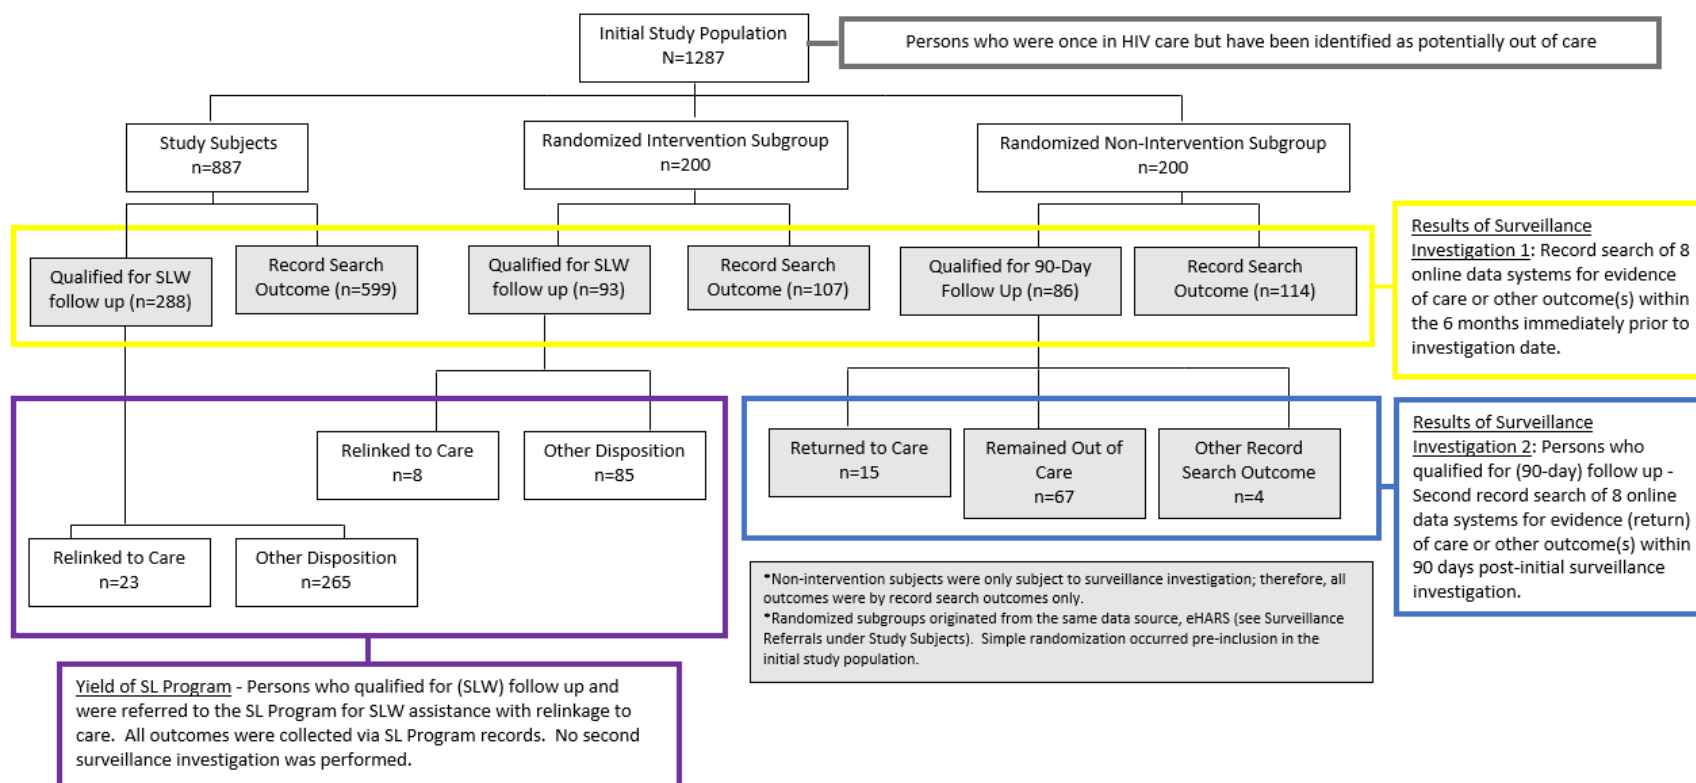 Initial Study Population
N=1287
Persons who were once in HIV care but have been identified as potentially out of care
Study Subjects
n=887
Randomized Intervention Subgroup
n=200
Randomized Non-Intervention Subgroup
n=200
Qualified for SLW
follow up (n=288)
Record Search
Outcome (n=599)
Qualified for SLW
follow up (n=93)
Record Search
Outcome (n=107)
Qualified for 90-Day
Follow Up (n=86)
Record Search
Outcome (n=114)
Results of Surveillance
Investigation 1: Record search of 8
online data systems for evidence
of care or other outcome(s) within
the 6 months immediately prior to
investigation date.
Relinked to Care
n=8
Other Disposition
n=85
Returned to Care
n=15
Remained Out of
Care
n=67
Other Record
Search Outcome
n=4
Results of Surveillance
Investigation 2: Persons who
qualified for (90-day) follow up -
Second record search of 8 online
data systems for evidence (return)
of care or other outcome(s) within
90 days post-initial surveillance
investigation.
Relinked to Care
n=23
Other Disposition
n=265
*Non-intervention subjects were only subject to surveillance investigation; therefore, all
outcomes were by record search outcomes only.
*Randomized subgroups originated from the same data source, eHARS (see Surveillance
Referrals under Study Subjects).  Simple randomization occurred pre-inclusion in the
initial study population.
Yield of SL Program - Persons who qualified for (SLW) follow up and
were referred to the SL Program for SLW assistance with relinkage to
care.  All outcomes were collected via SL Program records.  No second
surveillance investigation was performed.